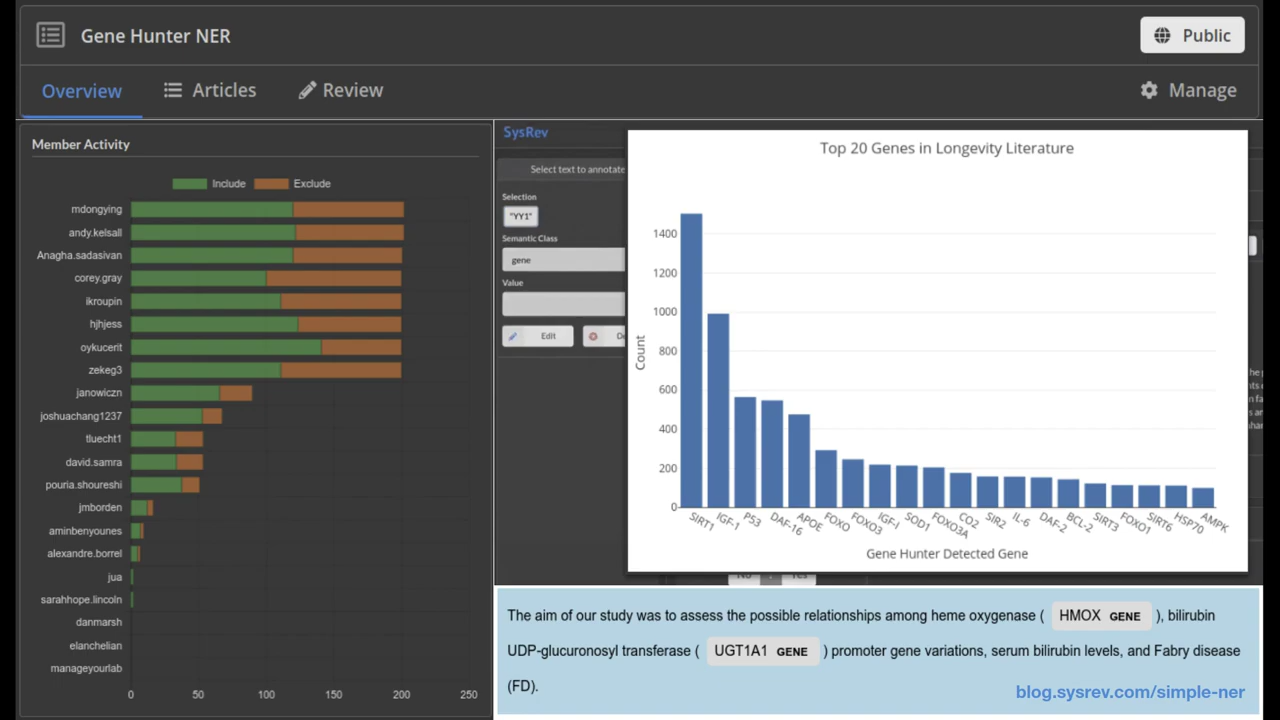 Gene Hunter NER
Public
Overview
Articles
Review
Manage
Member Activity
Include
Exclude
mdongying
andy.kelsall
Anagha.sadasivan
corey.gray
ikroupin
hjhjess
oykucerit
zekeg3
janowiczn
joshuachang1237
tluecht1
david.samra
pouria.shoureshi
jmborden
aminbenyounes
alexandre.borrel
jua
sarahhope.lincoln
danmarsh
elanchelian
manageyourlab
0 50 100 150 200 250
SysRev
Select text to annotate
Selection
"YY1"
Semantic Class
gene
Value
Edit
Top 20 Genes in Longevity Literature
Count
1400
1200
1000
800
600
400
200
0
SIRT1 IGF-1 P53 DAF-16 APOE FOXO FOXO3 IGF-I SOD1 FOXO3A CO2 SIR2 IL-6 DAF-2 BCL-2 SIRT3 FOXO1 SIRT6 HSP70 AMPK
Gene Hunter Detected Gene
The aim of our study was to assess the possible relationships among heme oxygenase ( HMOX GENE ), bilirubin
UDP-glucuronosyl transferase ( UGT1A1 GENE ) promoter gene variations, serum bilirubin levels, and Fabry disease
(FD).
blog.sysrev.com/simple-ner